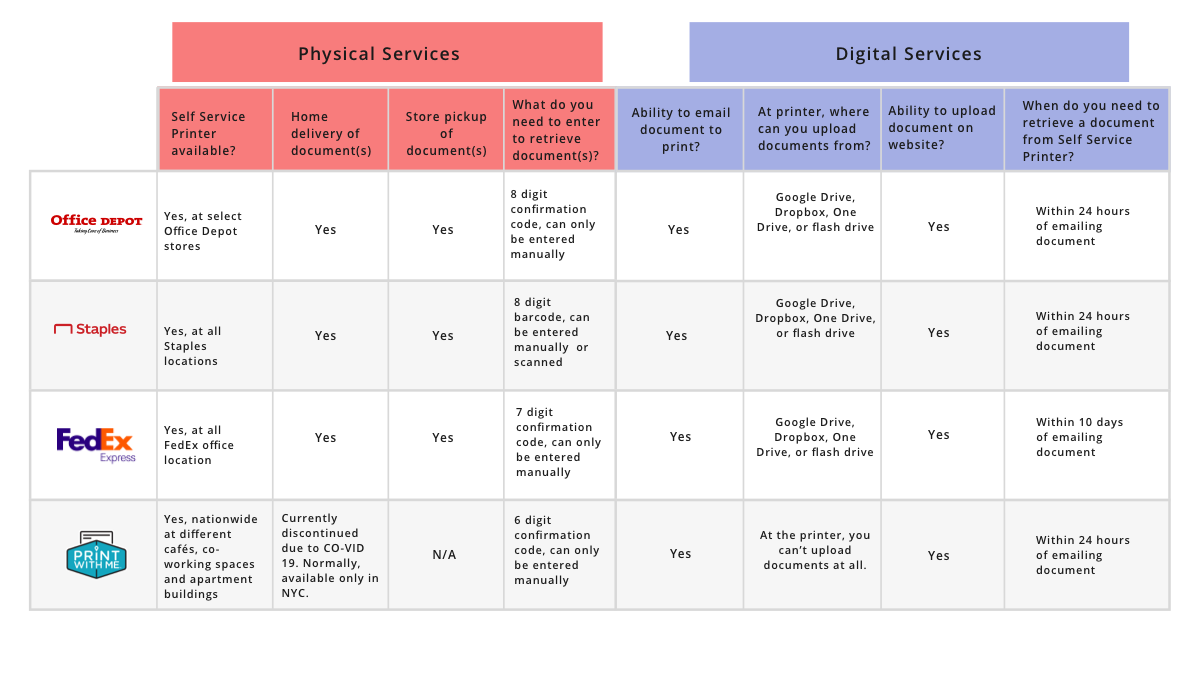 Physical Services
Digital Services
Self Service
Printer
available?
Home
delivery of
document(s)
Store pickup
of
document(s)
What do you
need to enter
to retrieve
document(s)?
Ability to email
document to
print?
At printer, where
can you upload
documents from?
Ability to upload
document on
website?
When do you need to
retrieve a document
from Self Service
Printer?
Office DEPOT
Taking Care of Business
Yes, at select
Office Depot
stores
Yes
Yes
8 digit
confirmation
code, can only
be entered
manually
Yes
Google Drive,
Dropbox, One
Drive, or flash drive
Yes
Within 24 hours
of emailing
document
Staples
Yes, at all
Staples
locations
Yes
Yes
8 digit
barcode, can
be entered
manually  or
scanned
Yes
Google Drive,
Dropbox, One Drive,
or flash drive
Yes
Within 24 hours
of emailing
document
FedEx
Express
Yes, at all
FedEx office
location
Yes
Yes
7 digit
confirmation
code, can only
be entered
manually
Yes
Google Drive,
Dropbox, One
Drive, or flash drive
Yes
Within 10 days
of emailing
document
PRINT
WITH ME
Yes, nationwide
at different
cafés, co-
working spaces
and apartment
buildings
Currently
discontinued
due to CO-VID
19. Normally,
available only in
NYC.
N/A
6 digit
confirmation
code, can only
be entered
manually
Yes
At the printer, you
can't upload
documents at all.
Yes
Within 24 hours
of emailing
document